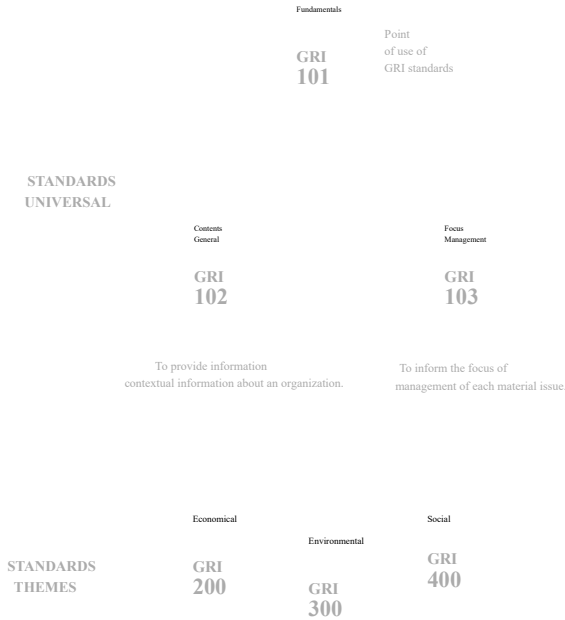 Fundamentals
GRI
101
Point
of use of
GRI standards
STANDARDS
UNIVERSAL
Contents
General
GRI
102
Focus
Management
GRI
103
To provide information
contextual information about an organization.
To inform the focus of
management of each material issue
STANDARDS
THEMES
Economical
GRI
200
Environmental
GRI
300
Social
GRI
400